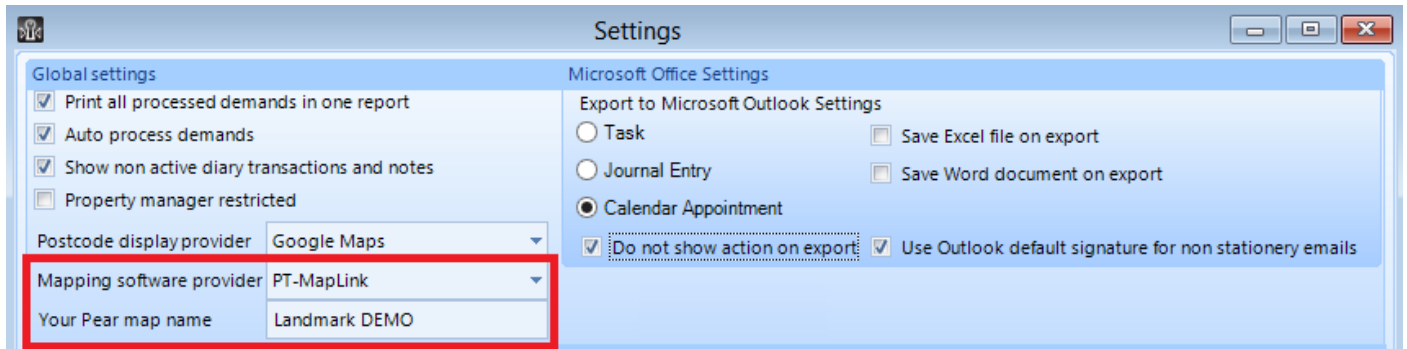 Settings
Global settings
Print all processed demands in one report
Auto process demands
Show non active diary transactions and notes
Property manager restricted
Postcode display provider Google Maps
Mapping software provider PT-MapLink
Your Pear map name Landmark DEMO
Microsoft Office Settings
Export to Microsoft Outlook Settings
Task
Save Excel file on export
Journal Entry
Save Word document on export
Calendar Appointment
Do not show action on export
Use Outlook default signature for non stationery emails